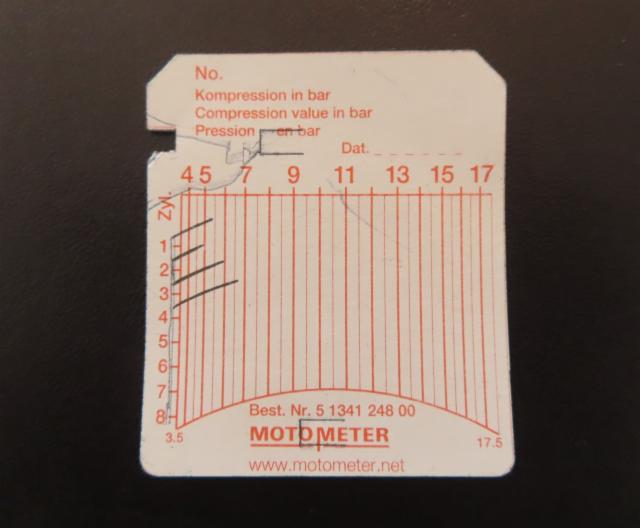 No.
Kompression in bar
Compression value in bar
Pression en bar
Dat.
4 5 7 9 11 13 15 17
Zyl.
1
2
3
4
5
6
7
8
3.5 17.5
Best. Nr. 5 1341 248 00
MOTOMETER
www.motometer.net